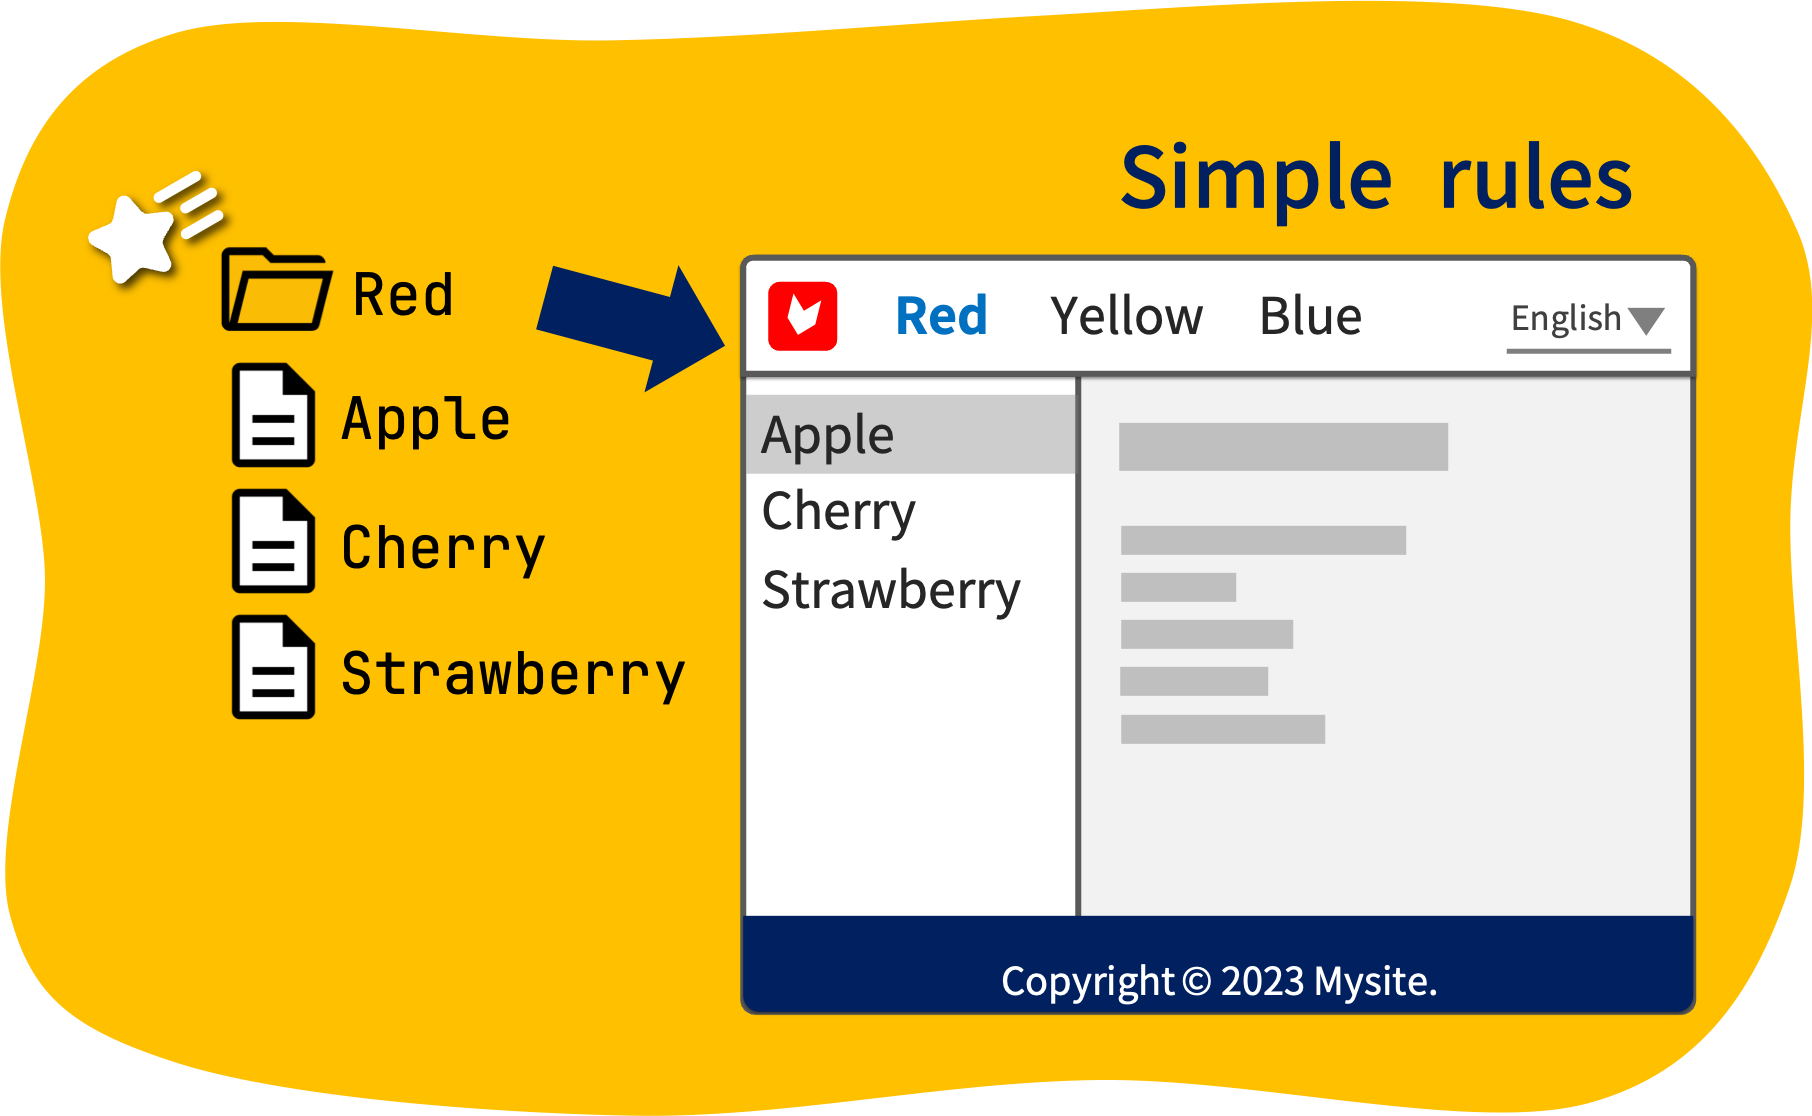 Simple rules
Red
Apple
Cherry
Strawberry
Red Yellow Blue English
Apple
Cherry
Strawberry
Copyright © 2023 Mysite.